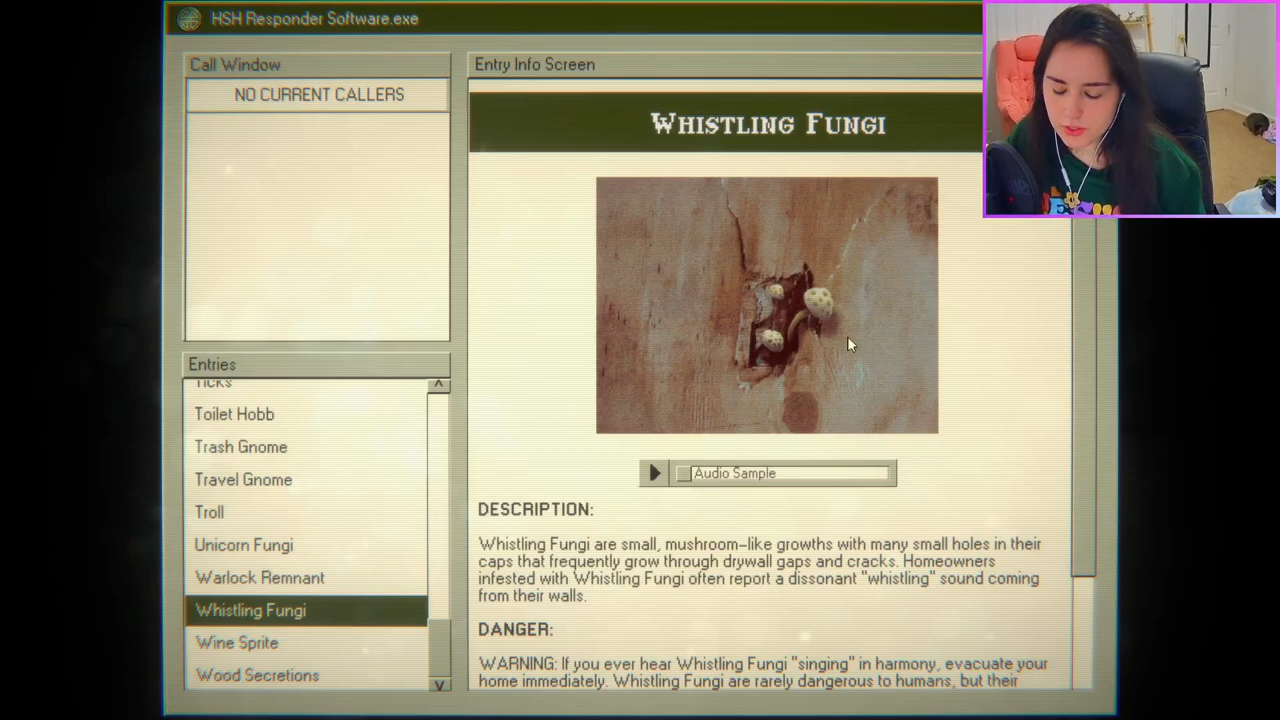 HSH Responder Software.exe
Call Window
NO CURRENT CALLERS
Entries
Ticks
Toilet Hobb
Trash Gnome
Travel Gnome
Troll
Unicorn Fungi
Warlock Remnant
Whistling Fungi
Wine Sprite
Wood Secretions
Entry Info Screen
Whistling Fungi
Audio Sample
DESCRIPTION:
Whistling Fungi are small, mushroom-like growths with many small holes in their
caps that frequently grow through drywall gaps and cracks. Homeowners
infested with Whistling Fungi often report a dissonant "whistling" sound coming
from their walls.
DANGER:
WARNING: If you ever hear Whistling Fungi "singing" in harmony, evacuate your
home immediately. Whistling Fungi are rarely dangerous to humans, but their